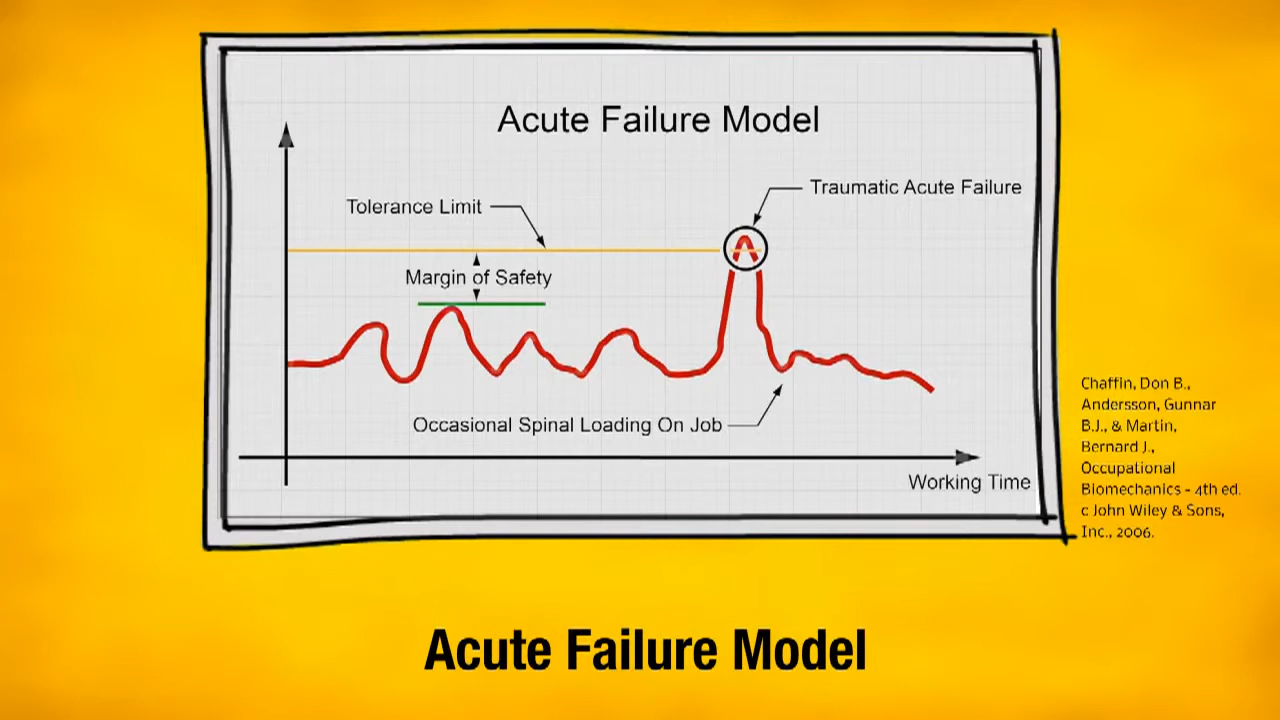 Acute Failure Model
Traumatic Acute Failure
Tolerance Limit
Margin of Safety
Occasional Spinal Loading On Job
Working Time
Chaffin, Don B.,
Andersson, Gunnar
B.J., & Martin,
Bernard J.,
Occupational
Biomechanics - 4th ed.
c John Wiley & Sons,
Inc., 2006.
Acute Failure Model